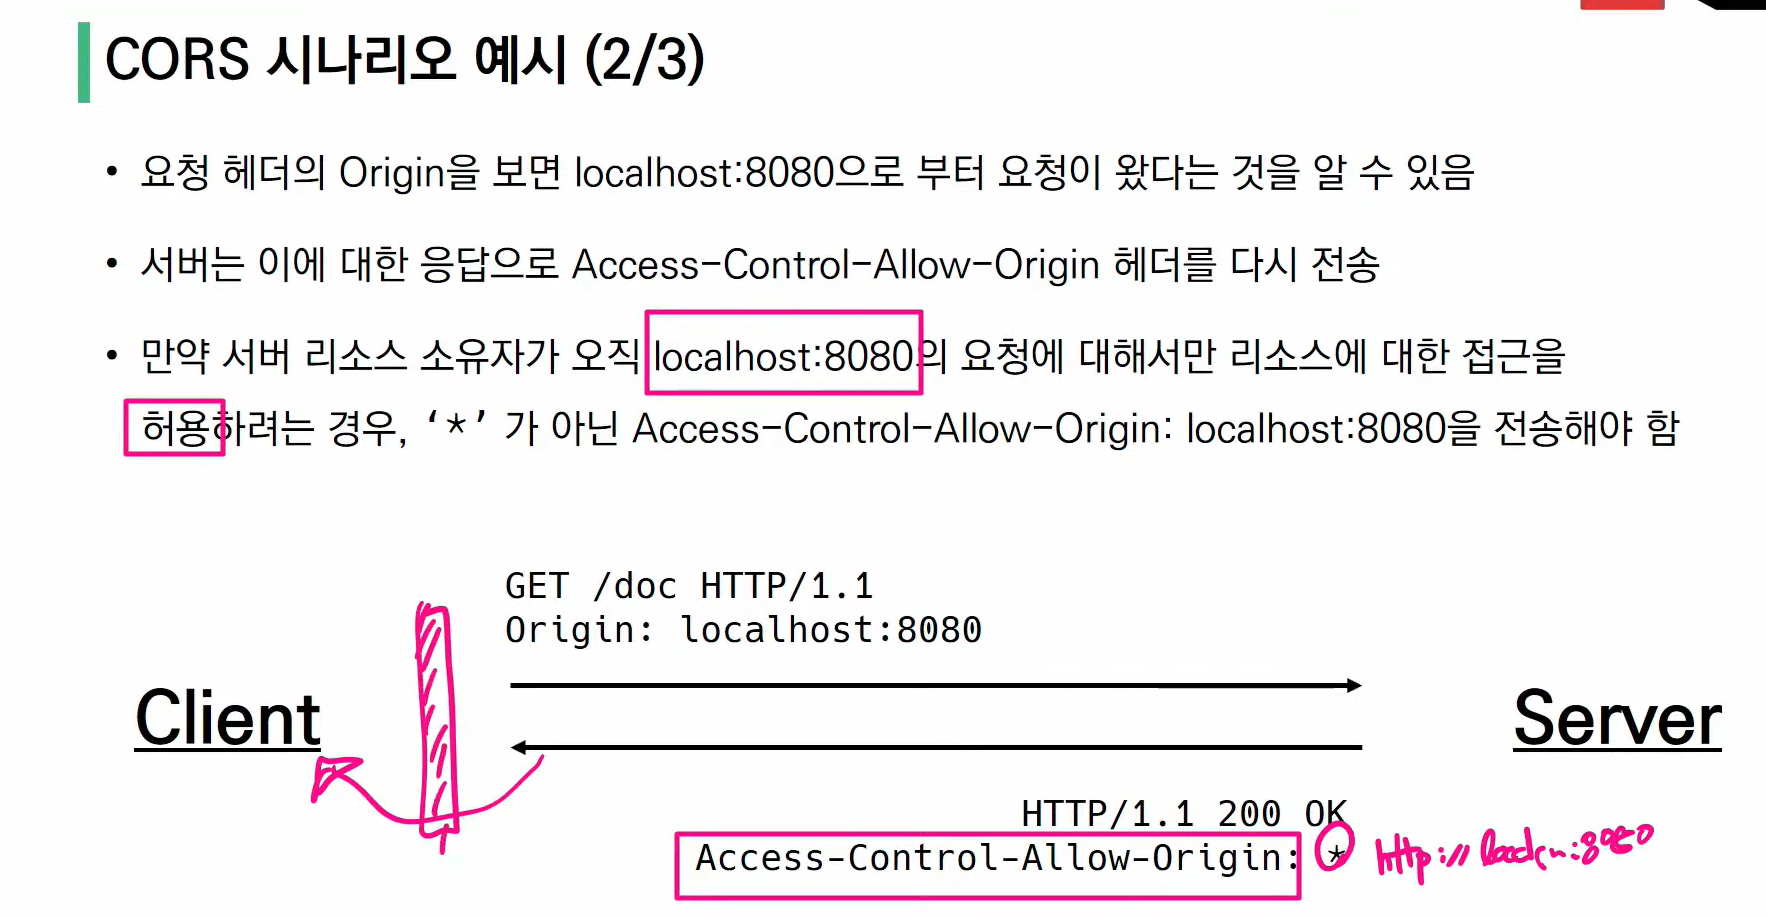 CORS 시나리오 예시 (2/3)
• 요청 헤더의 Origin을 보면 localhost:8080으로 부터 요청이 왔다는 것을 알 수 있음
• 서버는 이에 대한 응답으로 Access-Control-Allow-Origin 헤더를 다시 전송
• 만약 서버 리소스 소유자가 오직 localhost:8080의 요청에 대해서만 리소스에 대한 접근을
허용하려는 경우, ‘*’ 가 아닌 Access-Control-Allow-Origin: localhost:8080을 전송해야 함
GET /doc HTTP/1.1
Origin: localhost:8080
Client
Server
HTTP/1.1 200 OK
Access-Control-Allow-Origin: *
http://